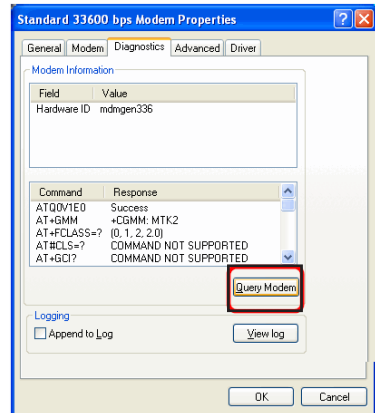 Standard 33600 bps Modem Properties
General Modem Diagnostics Advanced Driver
Modem Information
Field Value
Hardware ID mdmgen336
Command Response
ATQ0V1E0 Success
AT+GMM +CGMM: MTK2
AT+FCLASS=? (0, 1, 2, 2.0)
AT#CLS=? COMMAND NOT SUPPORTED
AT+GCI? COMMAND NOT SUPPORTED
Query Modem
Logging
Append to Log View log
OK Cancel